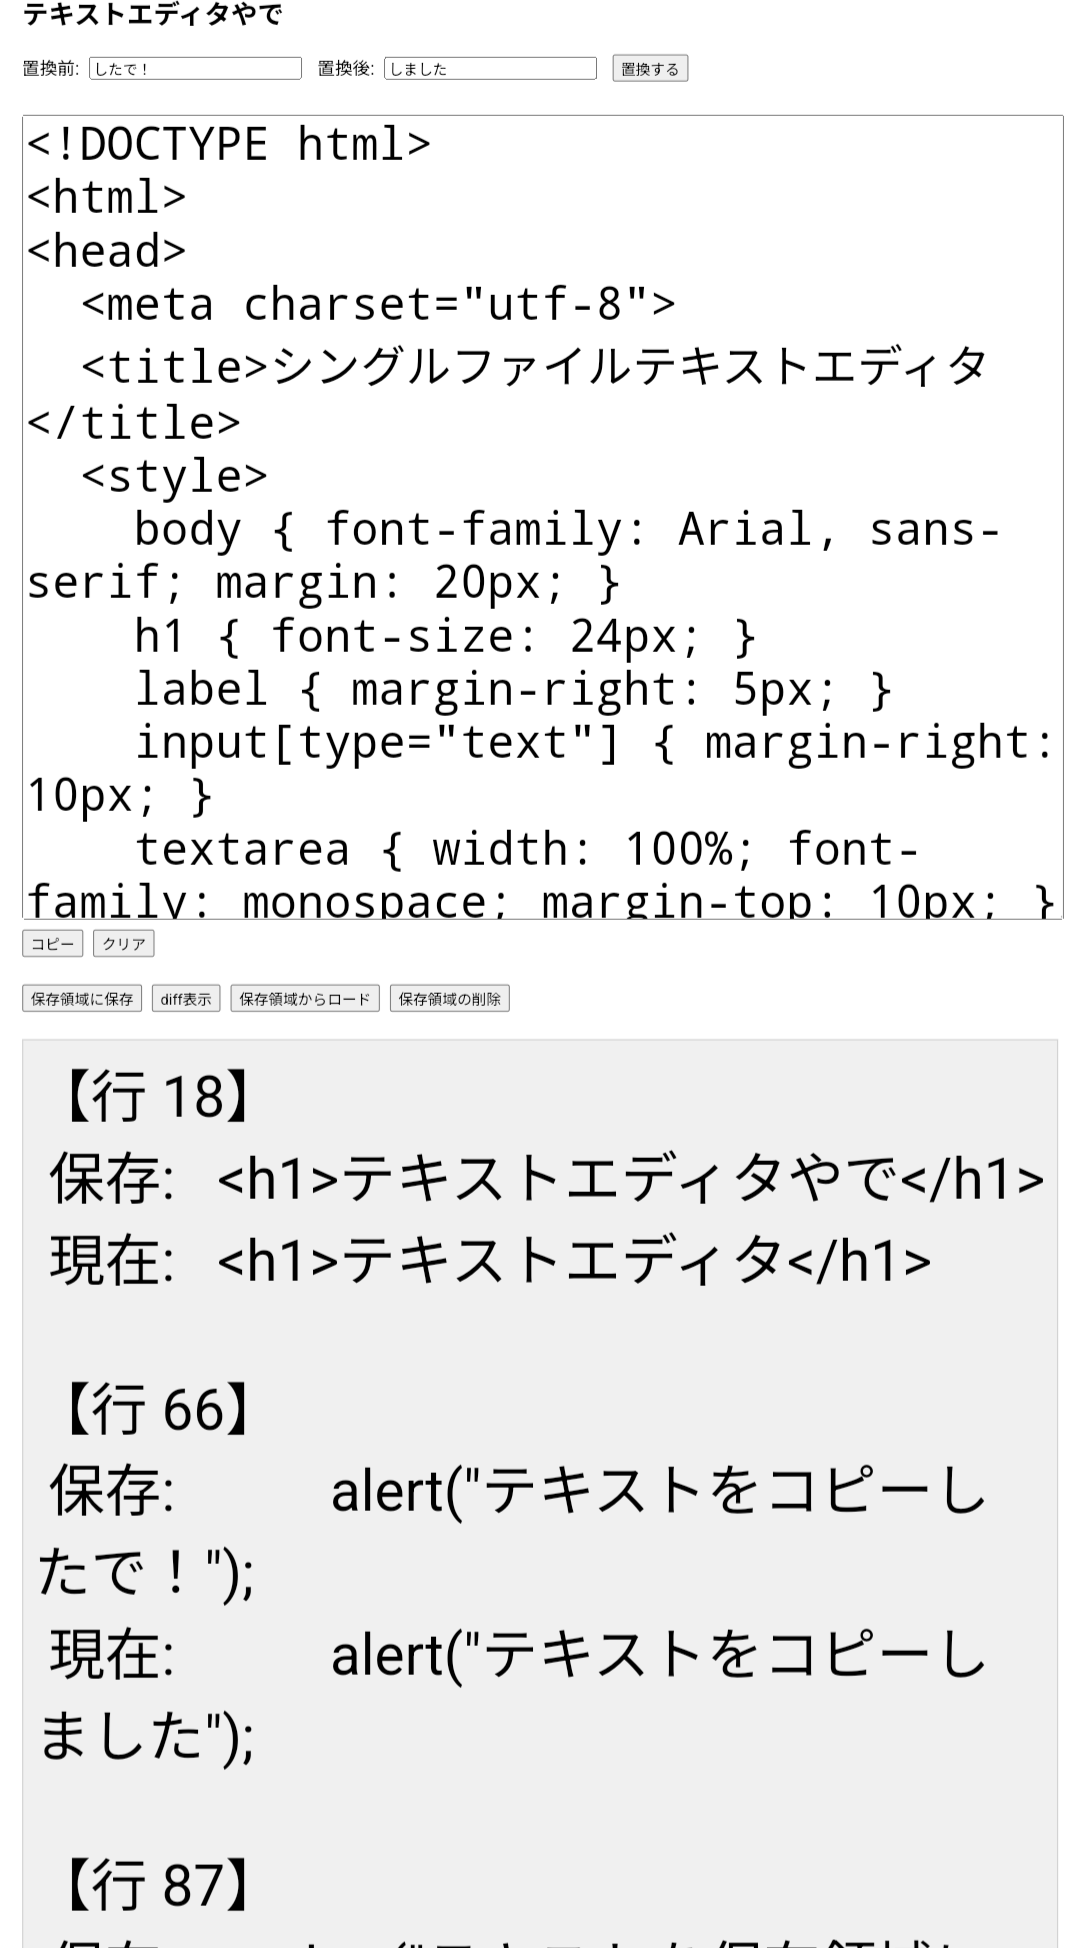 テキストエディタやで
置換前: したで！ 置換後: しました 置換する
<!DOCTYPE html>
<html>
<head>
  <meta charset="utf-8">
  <title>シングルファイルテキストエディタ
</title>
  <style>
    body { font-family: Arial, sans-
serif; margin: 20px; }
    h1 { font-size: 24px; }
    label { margin-right: 5px; }
    input[type="text"] { margin-right:
10px; }
    textarea { width: 100%; font-
family: monospace; margin-top: 10px; }
コピー クリア
保存領域に保存 diff表示 保存領域からロード 保存領域の削除
【行 18】
保存:   <h1>テキストエディタやで</h1>
現在:   <h1>テキストエディタ</h1>
【行 66】
保存:           alert("テキストをコピーし
たで！");
現在:           alert("テキストをコピーし
ました");
【行 87】